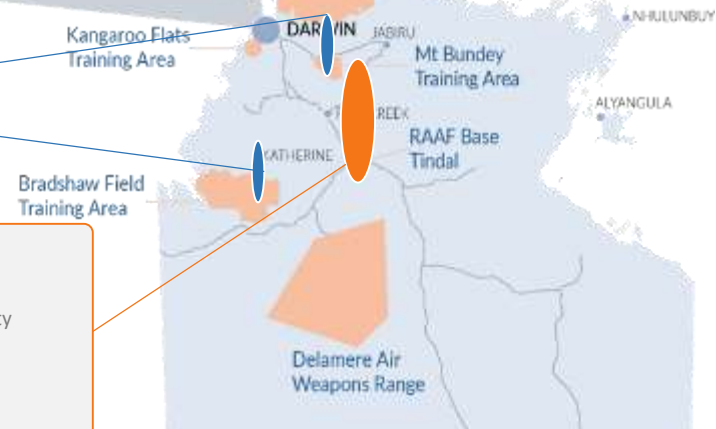 NHULUNBUY
Kangaroo Flats
Training Area
DARWIN
JABIRU
Mt Bundey
Training Area
ALYANGULA
RAAF Base
Tindal
KATHERINE
Bradshaw Field
Training Area
Delamere Air
Weapons Range